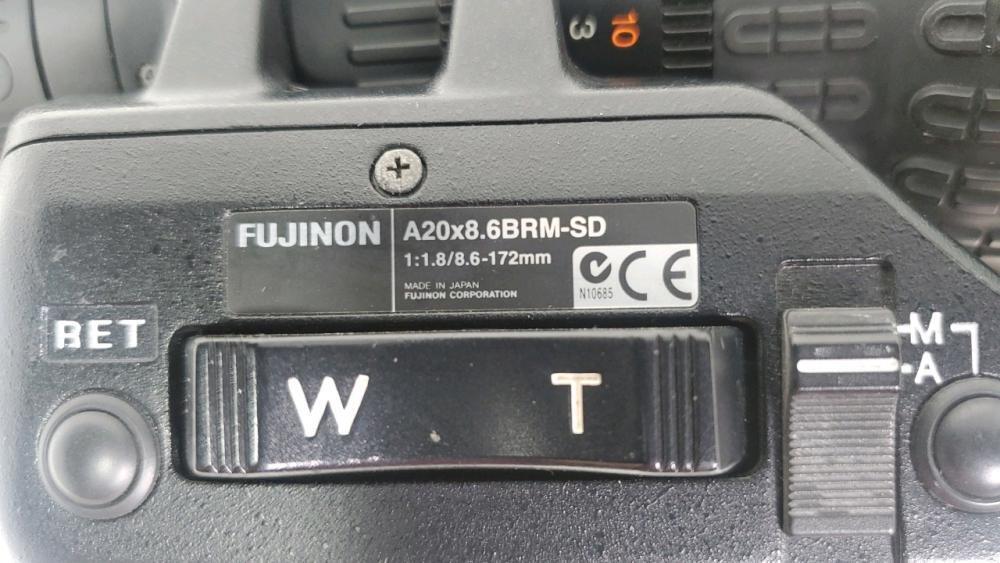 10
3
FUJINON
A20x8.6BRM-SD
1:1.8/8.6-172mm
MADE IN JAPAN
FUJINON CORPORATION
N10685
CE
RET
W T
M
A